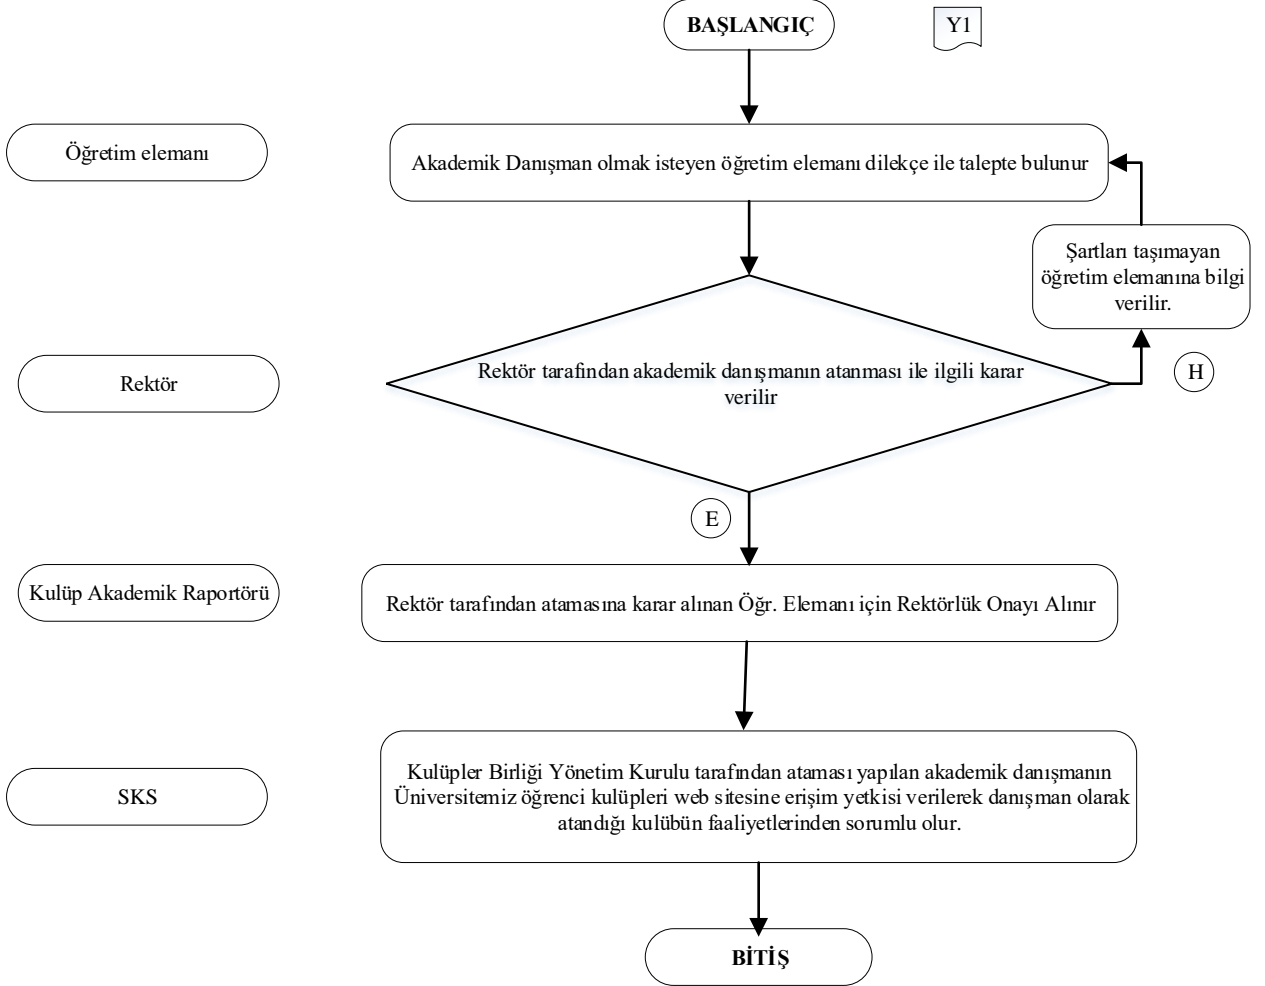 BAŞLANGIÇ
Y1
Öğretim elemanı
Akademik Danışman olmak isteyen öğretim elemanı dilekçe ile talepte bulunur
Şartları taşımayan
öğretim elemanına bilgi
verilir.
Rektör
Rektör tarafından akademik danışmanın atanması ile ilgili karar
verilir
H
E
Kulüp Akademik Raportörü
Rektör tarafından atamasına karar alınan Öğr. Elemanı için Rektörlük Onayı Alınır
SKS
Kulüpler Birliği Yönetim Kurulu tarafından ataması yapılan akademik danışmanın
Üniversitemiz öğrenci kulüpleri web sitesine erişim yetkisi verilerek danışman olarak
atandığı kulübün faaliyetlerinden sorumlu olur.
BİTİŞ